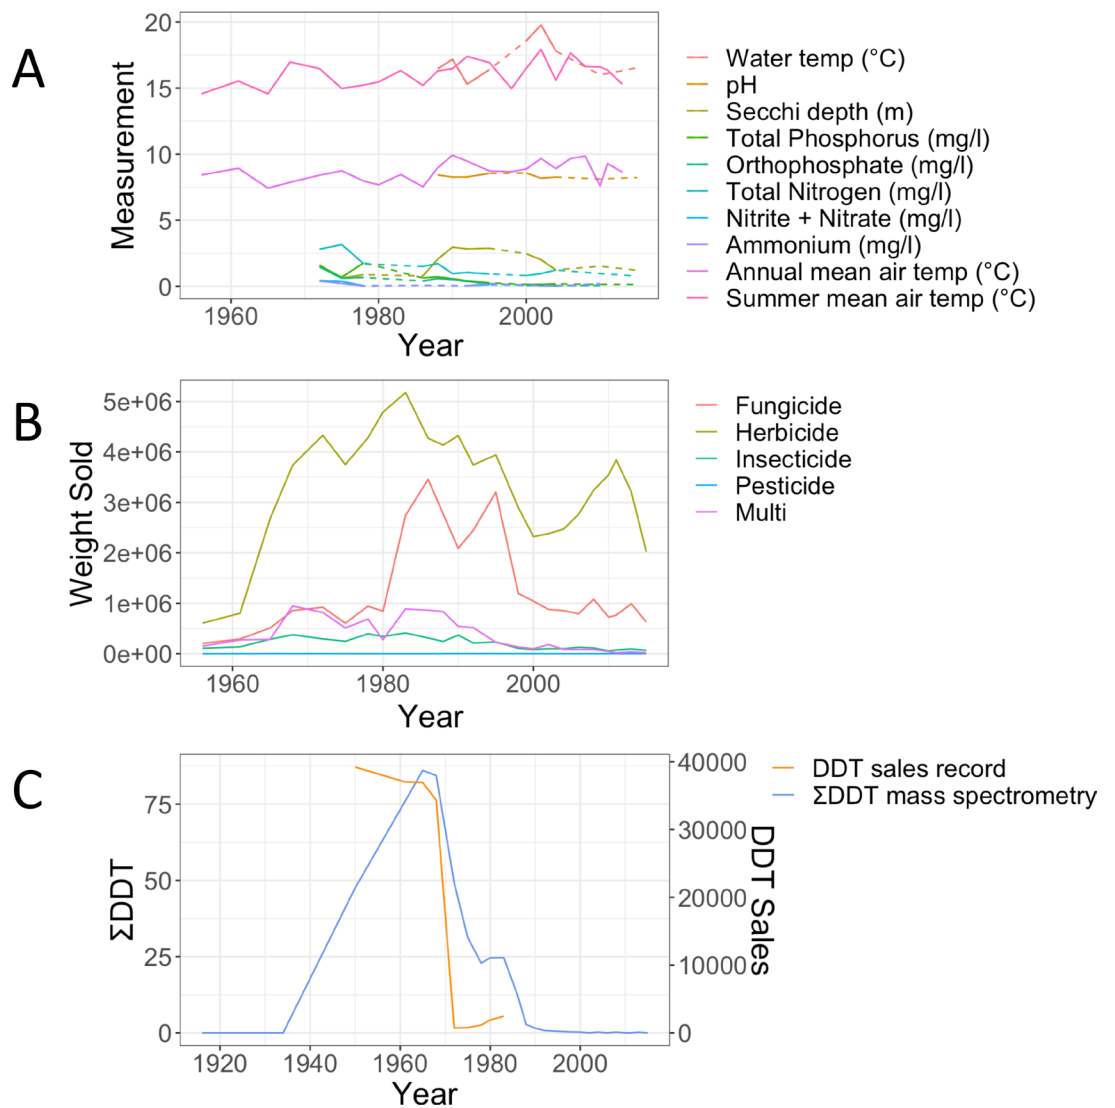 A
Measurement
20
15
10
5
0
1960 1980 2000
Year
Water temp (°C)
pH
Secchi depth (m)
Total Phosphorus (mg/l)
Orthophosphate (mg/l)
Total Nitrogen (mg/l)
Nitrite + Nitrate (mg/l)
Ammonium (mg/l)
Annual mean air temp (°C)
Summer mean air temp (°C)
B
Weight Sold
5e+06
4e+06
3e+06
2e+06
1e+06
0e+00
1960 1980 2000
Year
Fungicide
Herbicide
Insecticide
Pesticide
Multi
C
ΣDDT
75
50
25
0
1920 1940 1960 1980 2000
Year
40000
30000
20000
10000
0
DDT Sales
DDT sales record
ΣDDT mass spectrometry